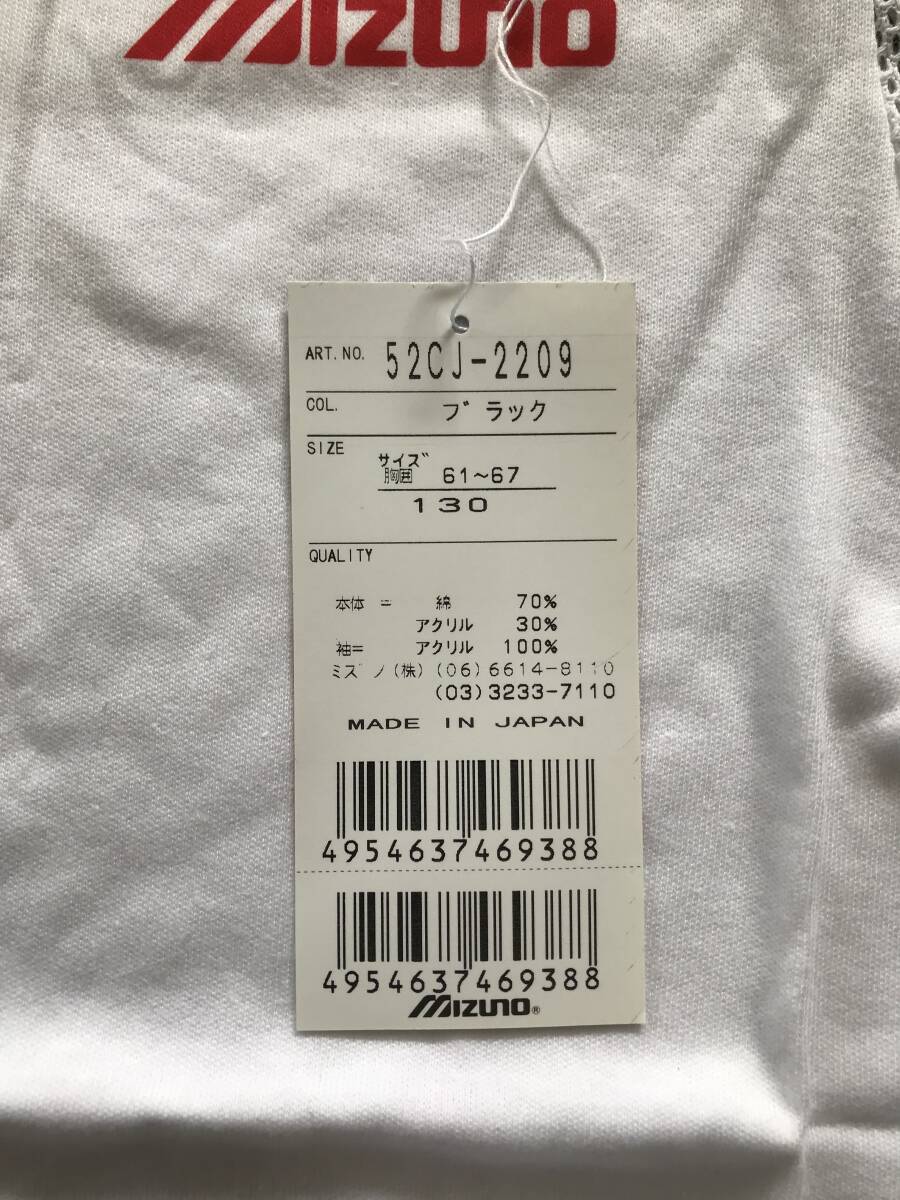 MIZUNO
ART. NO. 52CJ-2209
COL. ブラック
SIZE
サイズ
胸囲 61~67
130
QUALITY
本体 = 綿 70%
アクリル 30%
袖= アクリル 100%
ミズノ(株) (06)6614-8110
(03)3233-7110
MADE IN JAPAN
4954637469388
4954637469388
MIZUNO®